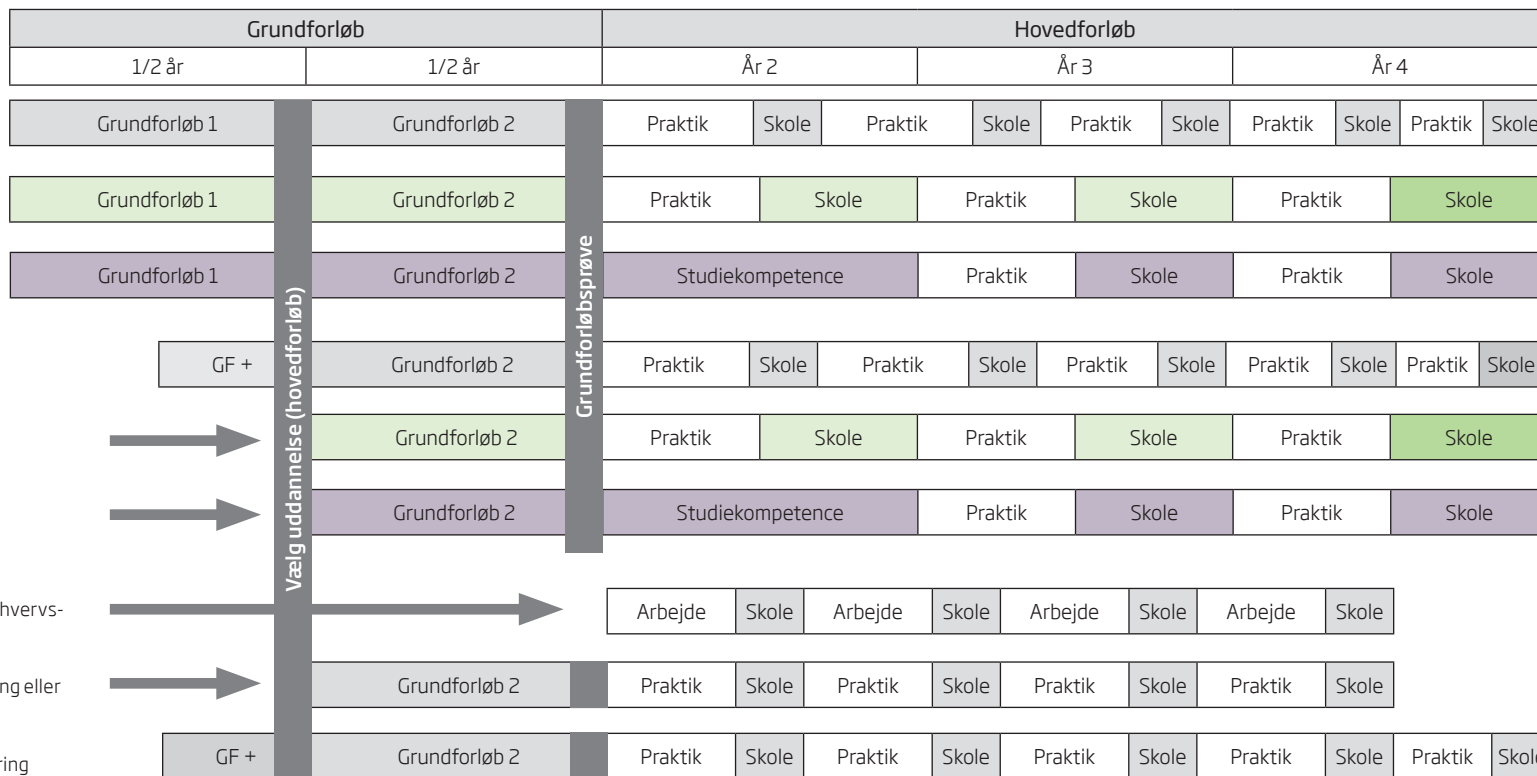 Grundforløb Hovedforløb
1/2 år 1/2 år År 2 År 3 År 4
Grundforløb 1 Grundforløb 2 Praktik Skole Praktik Skole Praktik Skole Praktik Skole Praktik Skole
Grundforløb 1 Grundforløb 2 Praktik Skole Praktik Skole Praktik Skole
Grundforløb 1 Grundforløb 2 Studiekompetence Praktik Skole Praktik Skole
Vælg uddannelse (hovedforløb)
Grundforløbsprøve
GF + Grundforløb 2 Praktik Skole Praktik Skole Praktik Skole Praktik Skole Praktik Skole
Grundforløb 2 Praktik Skole Praktik Skole Praktik Skole
Grundforløb 2 Studiekompetence Praktik Skole Praktik Skole
hvervs- Arbejde Skole Arbejde Skole Arbejde Skole Arbejde Skole
ng eller Grundforløb 2 Praktik Skole Praktik Skole Praktik Skole Praktik Skole
ring GF + Grundforløb 2 Praktik Skole Praktik Skole Praktik Skole Praktik Skole Praktik Skole